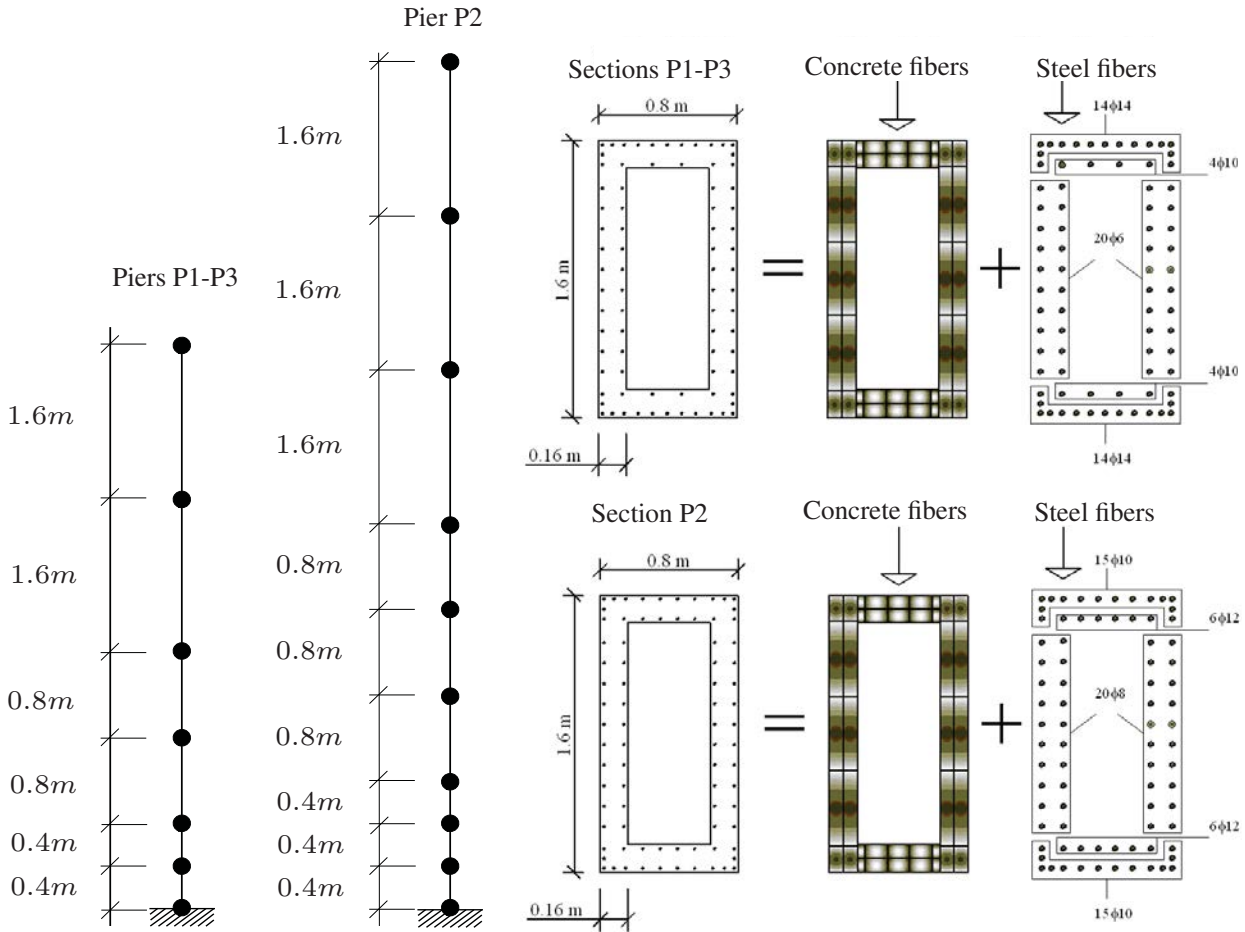 Piers P1-P3
1.6m
1.6m
0.8m
0.8m
0.4m
0.4m
Pier P2
1.6m
1.6m
1.6m
0.8m
0.8m
0.8m
0.4m
0.4m
0.4m
Sections P1-P3
Concrete fibers
Steel fibers
0.8 m
1.6 m
0.16 m
=
+
14ϕ14
4ϕ10
20ϕ6
4ϕ10
14ϕ14
Section P2
Concrete fibers
Steel fibers
0.8 m
1.6 m
0.16 m
=
+
15ϕ10
6ϕ12
20ϕ8
6ϕ12
15ϕ10